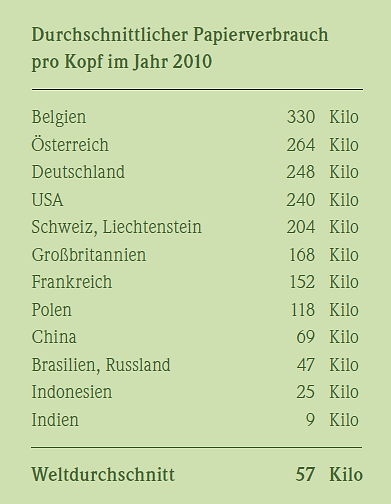 Durchschnittlicher Papierverbrauch
pro Kopf im Jahr 2010
Belgien 330 Kilo
Österreich 264 Kilo
Deutschland 248 Kilo
USA 240 Kilo
Schweiz, Liechtenstein 204 Kilo
Großbritannien 168 Kilo
Frankreich 152 Kilo
Polen 118 Kilo
China 69 Kilo
Brasilien, Russland 47 Kilo
Indonesien 25 Kilo
Indien 9 Kilo
Weltdurchschnitt 57 Kilo